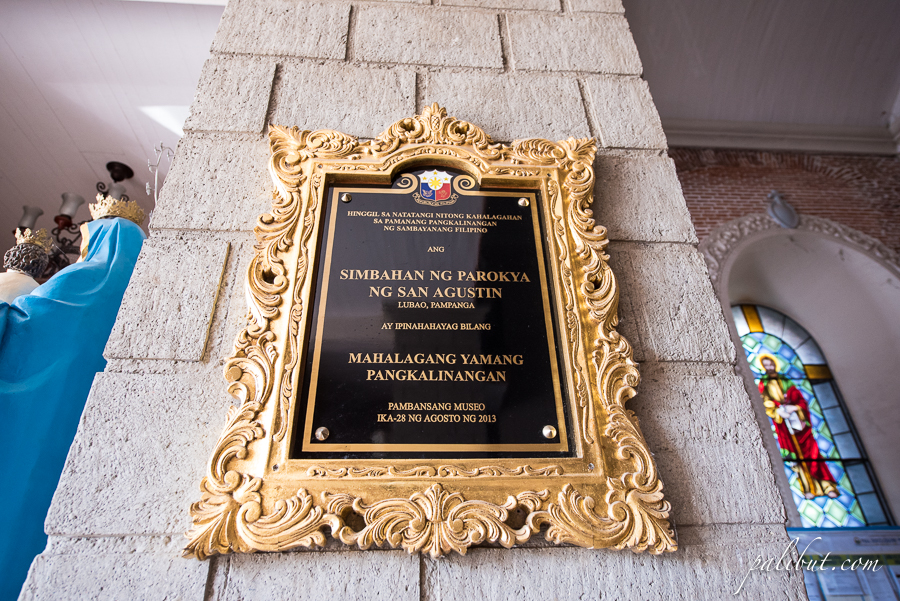 HINGGIL SA NATATANGI NITONG KAHALAGAHAN
SA PAMANANG PANGKALINANGAN
NG SAMBAYANANG FILIPINO
ANG
SIMBAHAN NG PAROKYA
NG SAN AGUSTIN
LUBAO, PAMPANGA
AY IPINAHAHAYAG BILANG
MAHALAGANG YAMANG
PANGKALINANGAN
PAMBANSANG MUSEO
IKA-28 NG AGOSTO NG 2013
palibut.com